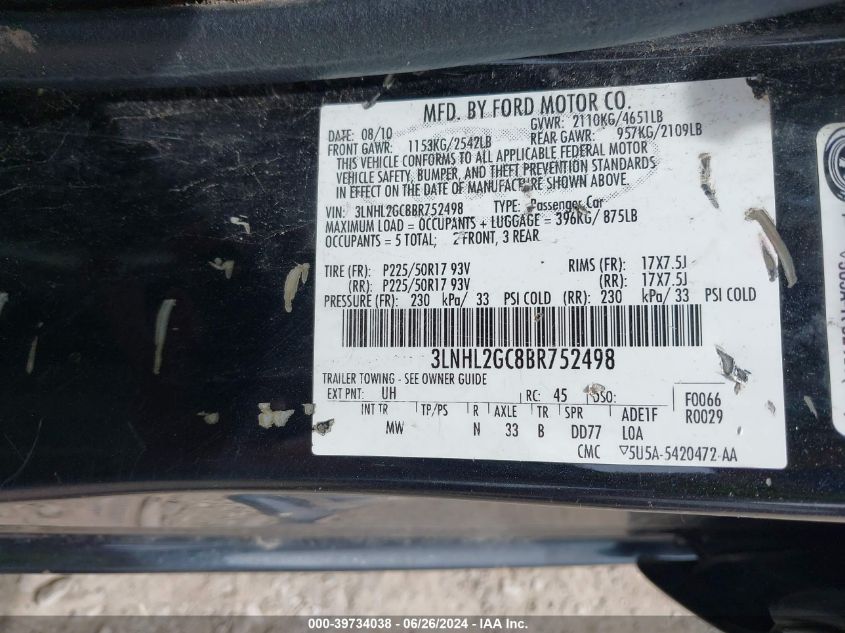 MFD. BY FORD MOTOR CO.
DATE: 08/10 GVWR: 2110KG/4651LB
FRONT GAWR: 1153KG/2542LB REAR GAWR: 957KG/2109LB
THIS VEHICLE CONFORMS TO ALL APPLICABLE FEDERAL MOTOR
VEHICLE SAFETY, BUMPER, AND THEFT PREVENTION STANDARDS
IN EFFECT ON THE DATE OF MANUFACTURE SHOWN ABOVE.
VIN: 3LNHL2GC8BR752498 TYPE: Passenger Car
MAXIMUM LOAD = OCCUPANTS + LUGGAGE = 396KG/ 875LB
OCCUPANTS = 5 TOTAL; 2 FRONT, 3 REAR
TIRE (FR): P225/50R17 93V RIMS (FR): 17X7.5J
(RR): P225/50R17 93V (RR): 17X7.5J
PRESSURE (FR): 230 kPa/ 33 PSI COLD (RR): 230 kPa/ 33 PSI COLD
3LNHL2GC8BR752498
TRAILER TOWING - SEE OWNER GUIDE
EXT PNT: UH RC: 45 DSO: F0066
R0029
INT TR TP/PS R AXLE TR SPR ADE1F
MW N 33 B DD77 LOA
CMC ▽5U5A-5420472-AA
000-39734038 - 06/26/2024 - IAA Inc.